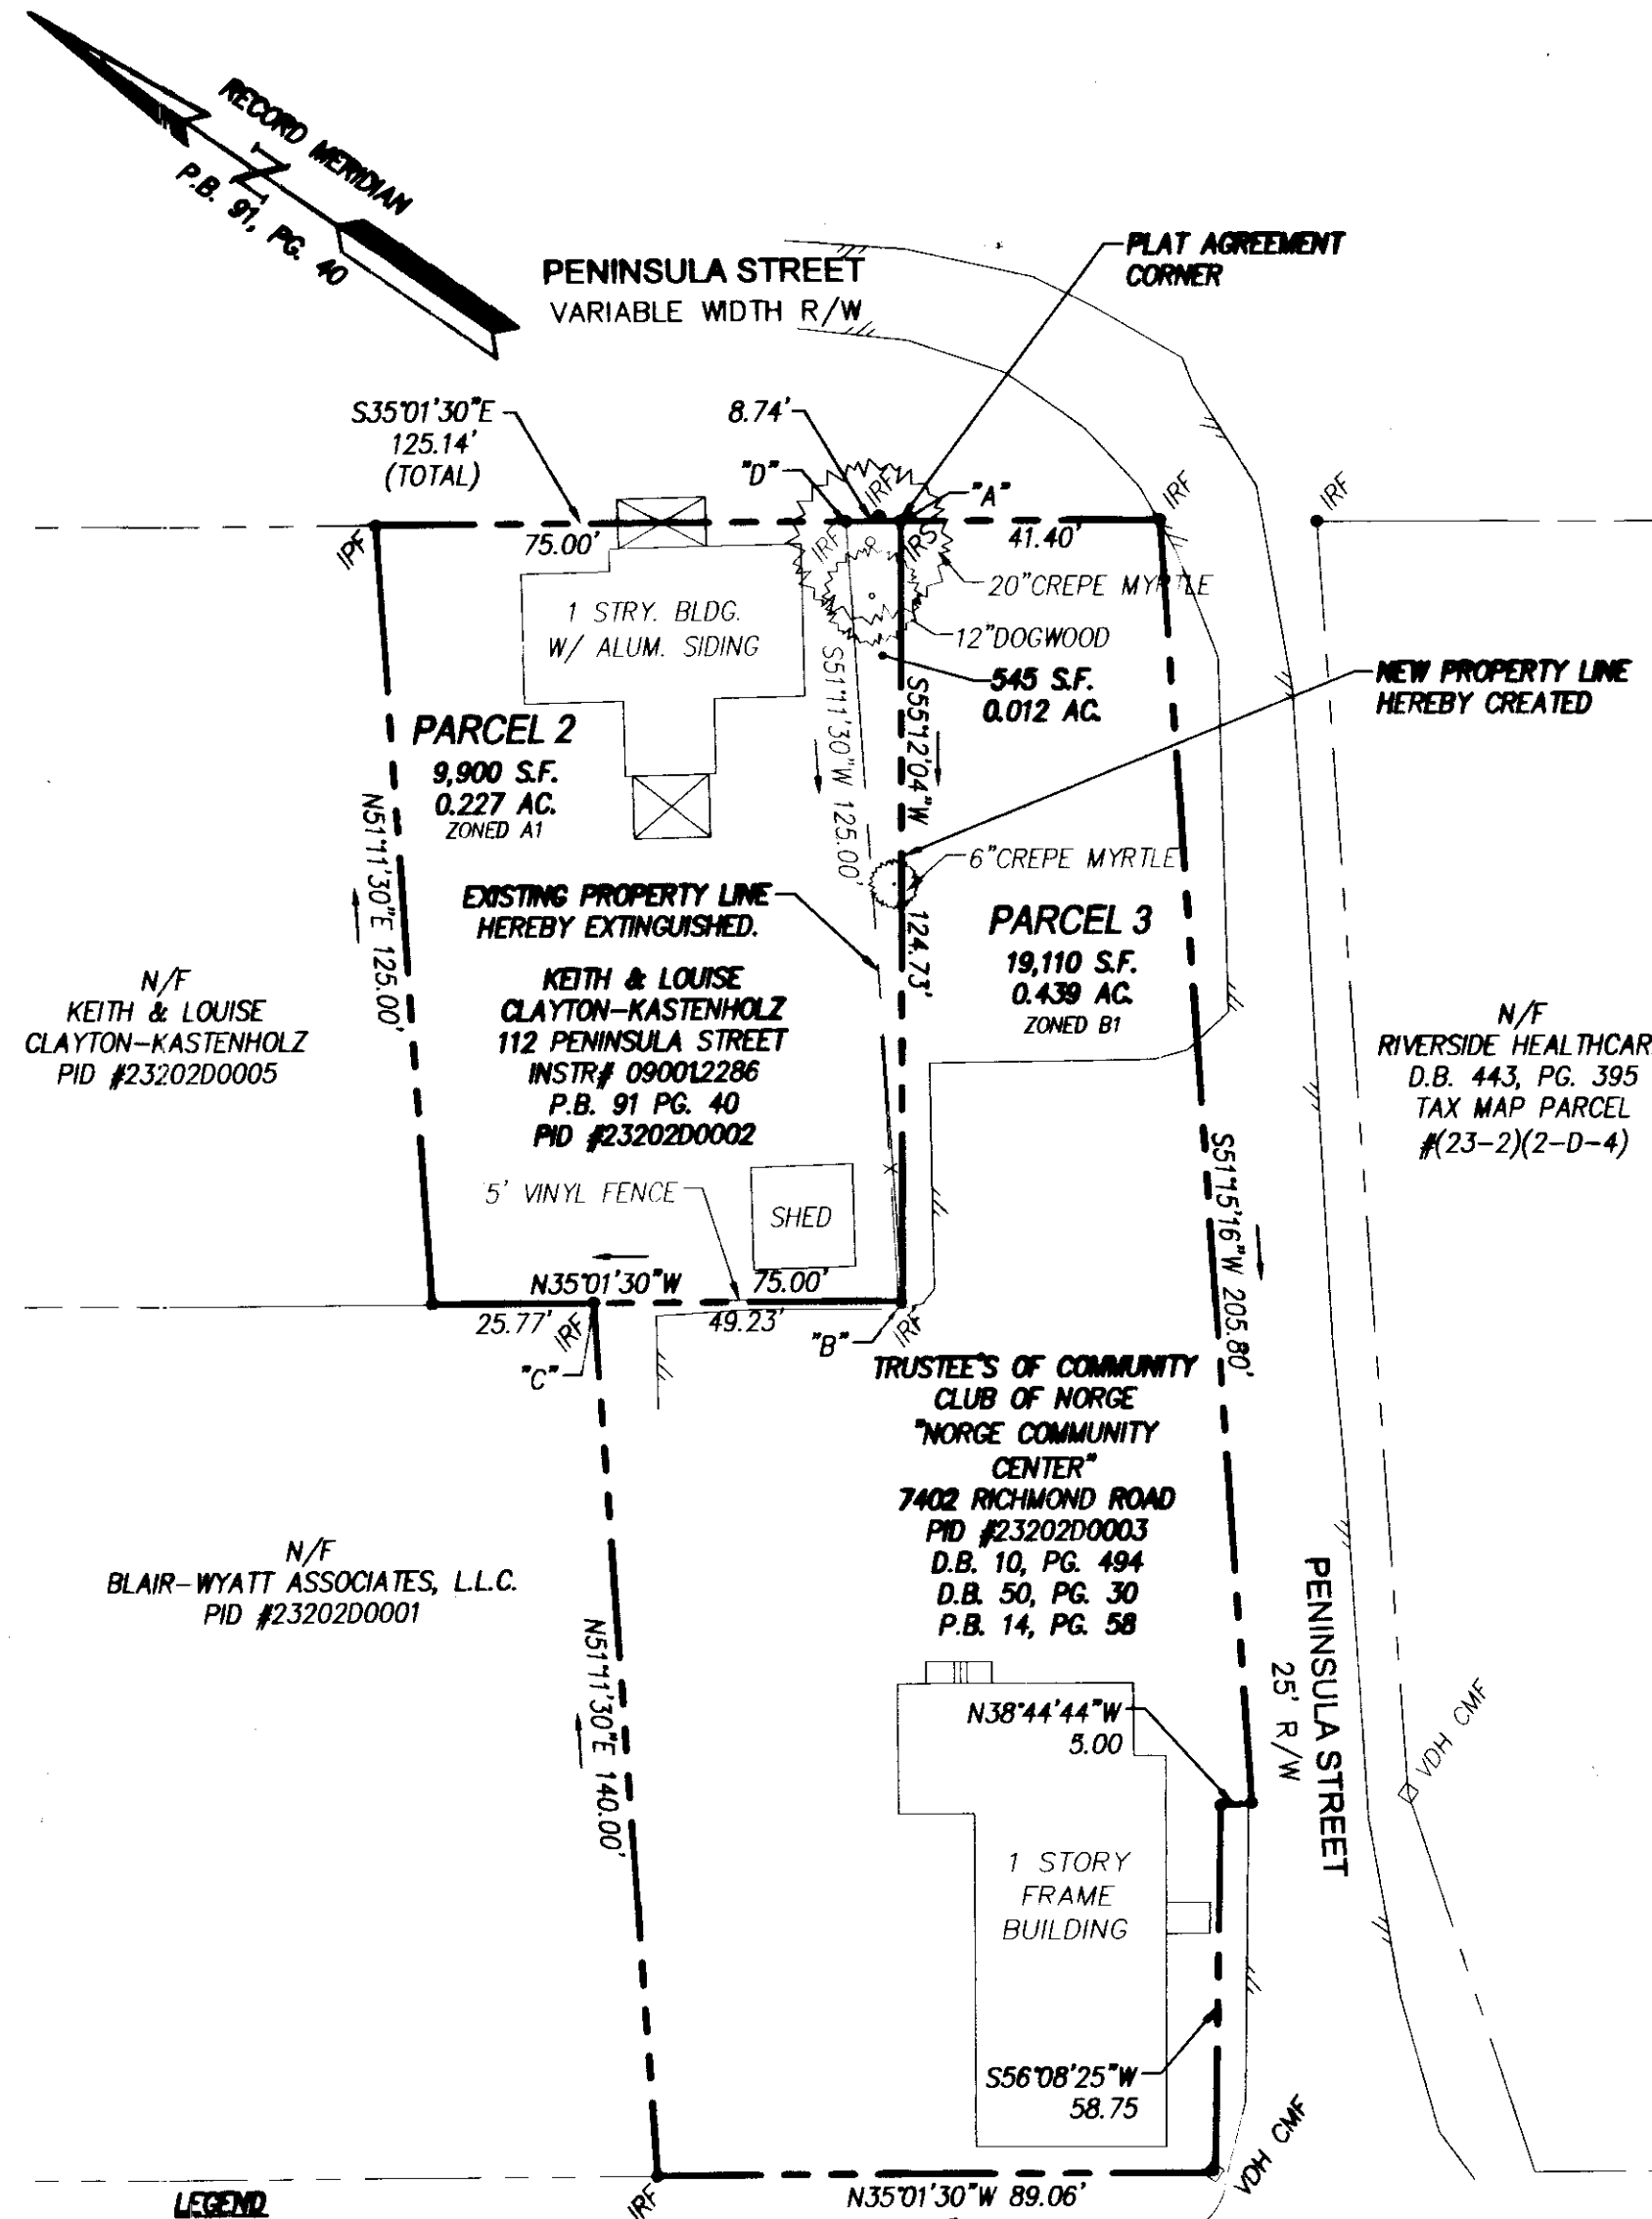 RECORD MERIDIAN
N
P.B. 91, PG. 40
PENINSULA STREET
VARIABLE WIDTH R/W
PLAT AGREEMENT
CORNER
S35°01'30"E
125.14'
(TOTAL)
8.74'
"D"
IRF
"A"
IRF
IRF
IPF
75.00'
IRF
IRS
41.40'
20"CREPE MYRTLE
1 STRY. BLDG.
W/ ALUM. SIDING
12"DOGWOOD
545 S.F.
0.012 AC.
NEW PROPERTY LINE
HEREBY CREATED
S51°11'30"W 125.00'
S55°12'04"W
124.73'
PARCEL 2
9,900 S.F.
0.227 AC.
ZONED A1
N51°11'30"E 125.00'
6"CREPE MYRTLE
EXISTING PROPERTY LINE
HEREBY EXTINGUISHED.
PARCEL 3
19,110 S.F.
0.439 AC.
ZONED B1
N/F
KEITH & LOUISE
CLAYTON-KASTENHOLZ
PID #23202D0005
KEITH & LOUISE
CLAYTON-KASTENHOLZ
112 PENINSULA STREET
INSTR# 090012286
P.B. 91 PG. 40
PID #23202D0002
N/F
RIVERSIDE HEALTHCAR
D.B. 443, PG. 395
TAX MAP PARCEL
#(23-2)(2-D-4)
S51°15'16"W 205.80'
5' VINYL FENCE
SHED
N35°01'30"W
75.00'
25.77'
IRF
49.23'
"B"
IRF
"C"
TRUSTEE'S OF COMMUNITY
CLUB OF NORGE
"NORGE COMMUNITY
CENTER"
7402 RICHMOND ROAD
PID #23202D0003
D.B. 10, PG. 494
D.B. 50, PG. 30
P.B. 14, PG. 58
N/F
BLAIR-WYATT ASSOCIATES, L.L.C.
PID #23202D0001
N51°11'30"E 140.00'
PENINSULA STREET
25' R/W
VDH CMF
N38°44'44"W
5.00
1 STORY
FRAME
BUILDING
S56°08'25"W
58.75
VDH CMF
N35°01'30"W 89.06'
IRF
LEGEND